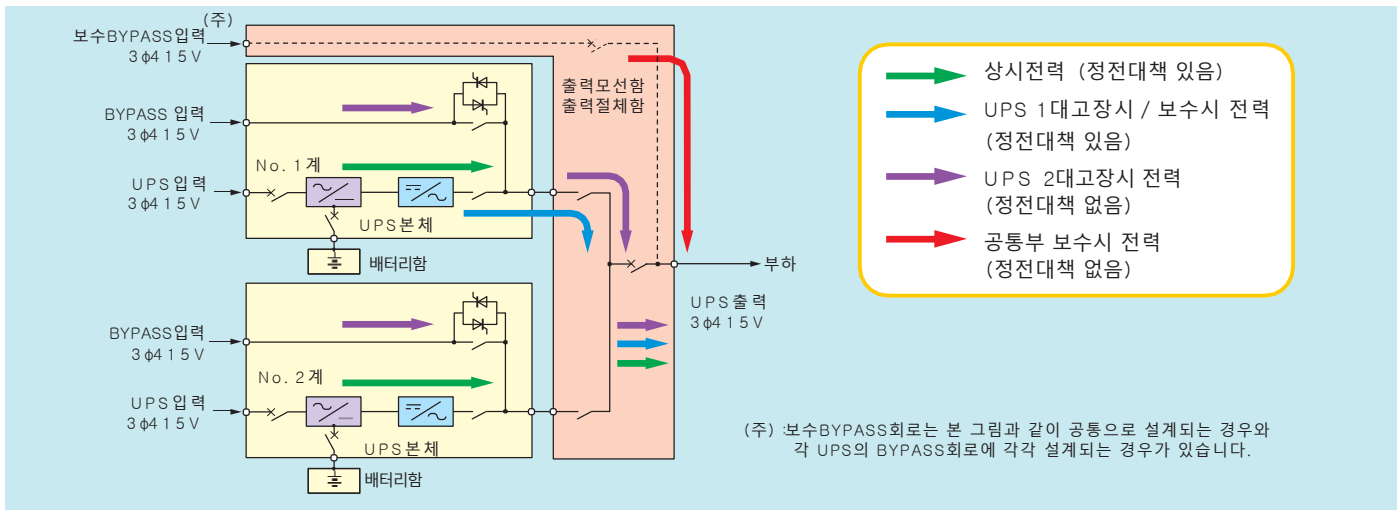 (주)
보수BYPASS입력
3ϕ415V
출력모선함
출력절체함
BYPASS 입력
3ϕ415V
No. 1계
UPS입력
3ϕ415V
UPS본체
배터리함
부하
UPS출력
3ϕ415V
BYPASS입력
3ϕ415V
No. 2계
UPS입력
3ϕ415V
UPS본체
배터리함
상시전력 (정전대책 있음)
UPS 1대고장시 / 보수시 전력
(정전대책 있음)
UPS 2대고장시 전력
(정전대책 없음)
공통부 보수시 전력
(정전대책 없음)
(주) :보수BYPASS회로는 본 그림과 같이 공통으로 설계되는 경우와
각 UPS의 BYPASS회로에 각각 설계되는 경우가 있습니다.